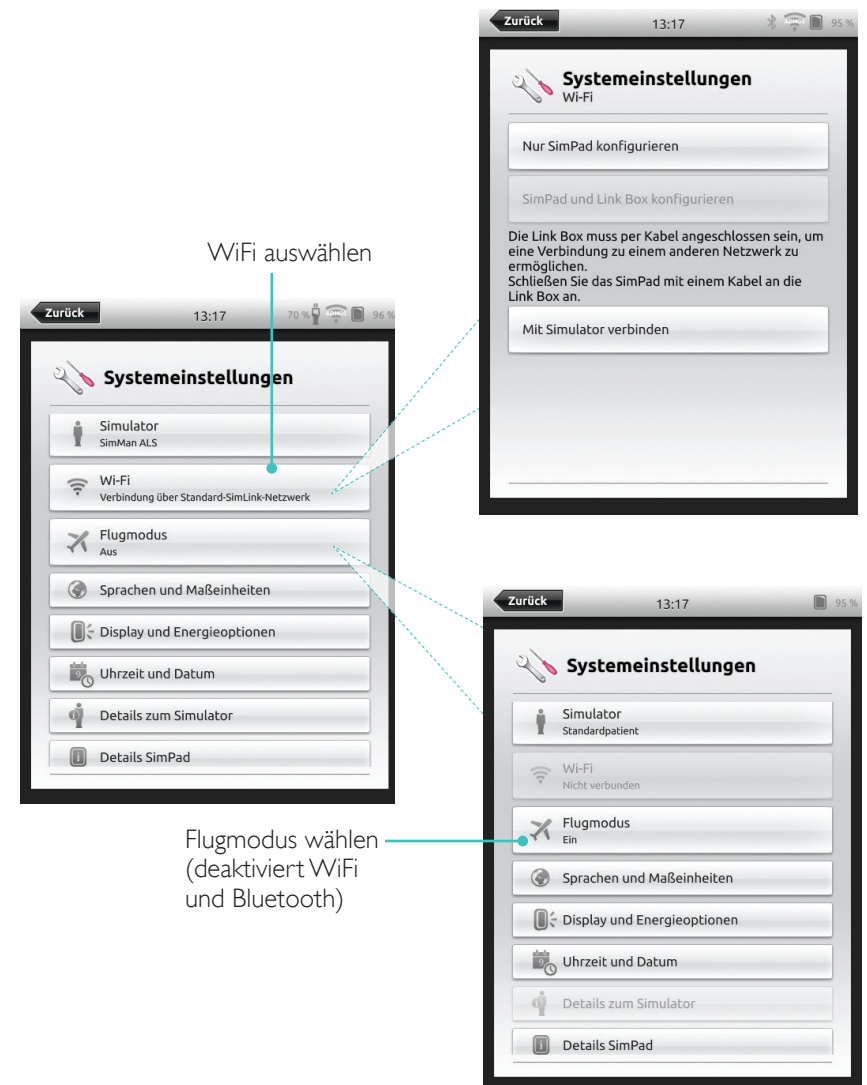 Zurück 13:17 95 %
Systemeinstellungen
Wi-Fi
Nur SimPad konfigurieren
SimPad und Link Box konfigurieren
Die Link Box muss per Kabel angeschlossen sein, um
eine Verbindung zu einem anderen Netzwerk zu
ermöglichen.
Schließen Sie das SimPad mit einem Kabel an die
Link Box an.
Mit Simulator verbinden
WiFi auswählen
Zurück 13:17 70 % 96 %
Systemeinstellungen
Simulator
SimMan ALS
Wi-Fi
Verbindung über Standard-SimLink-Netzwerk
Flugmodus
Aus
Sprachen und Maßeinheiten
Display und Energieoptionen
Uhrzeit und Datum
Details zum Simulator
Details SimPad
Flugmodus wählen
(deaktiviert WiFi
und Bluetooth)
Zurück 13:17 95 %
Systemeinstellungen
Simulator
Standardpatient
Wi-Fi
Nicht verbunden
Flugmodus
Ein
Sprachen und Maßeinheiten
Display und Energieoptionen
Uhrzeit und Datum
Details zum Simulator
Details SimPad